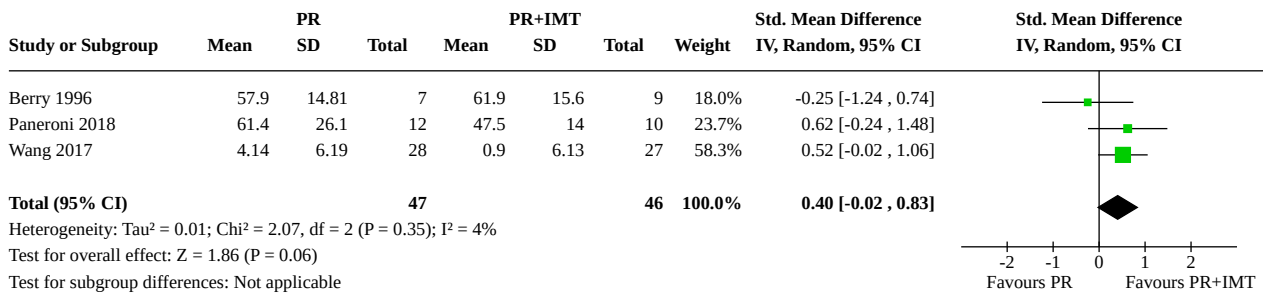 PR PR+IMT Std. Mean Difference Std. Mean Difference
Study or Subgroup Mean SD Total Mean SD Total Weight IV, Random, 95% CI IV, Random, 95% CI
Berry 1996 57.9 14.81 7 61.9 15.6 9 18.0% -0.25 [-1.24 , 0.74]
Paneroni 2018 61.4 26.1 12 47.5 14 10 23.7% 0.62 [-0.24 , 1.48]
Wang 2017 4.14 6.19 28 0.9 6.13 27 58.3% 0.52 [-0.02 , 1.06]
Total (95% CI) 47 46 100.0% 0.40 [-0.02 , 0.83]
Heterogeneity: Tau² = 0.01; Chi² = 2.07, df = 2 (P = 0.35); I² = 4%
Test for overall effect: Z = 1.86 (P = 0.06) -2 -1 0 1 2
Test for subgroup differences: Not applicable Favours PR Favours PR+IMT